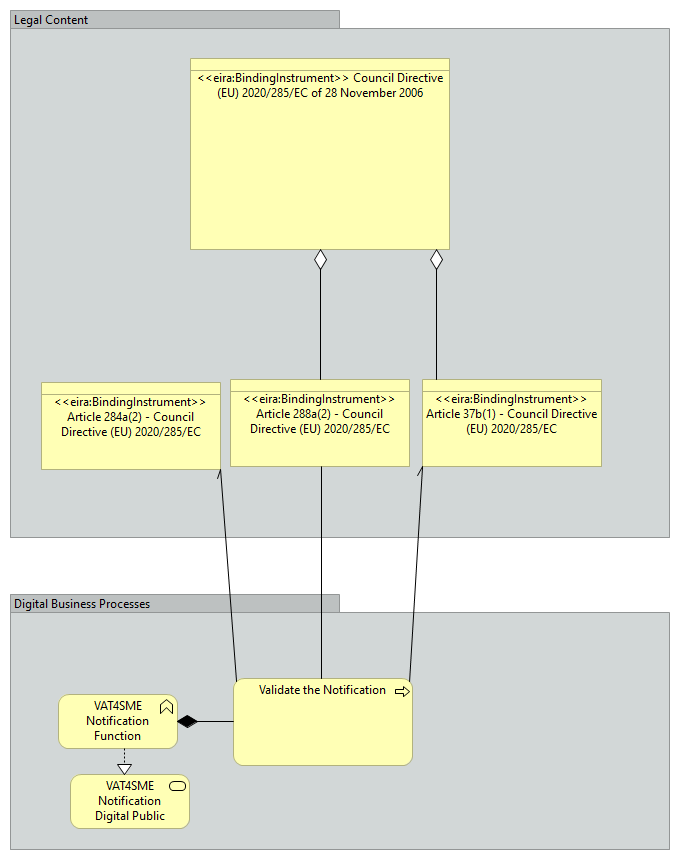 Legal Content
<<eira:BindingInstrument>> Council Directive
(EU) 2020/285/EC of 28 November 2006
<<eira:BindingInstrument>>
Article 284a(2) - Council
Directive (EU) 2020/285/EC
<<eira:BindingInstrument>>
Article 288a(2) - Council
Directive (EU) 2020/285/EC
<<eira:BindingInstrument>>
Article 37b(1) - Council Directive
(EU) 2020/285/EC
Digital Business Processes
Validate the Notification
VAT4SME
Notification
Function
VAT4SME
Notification
Digital Public